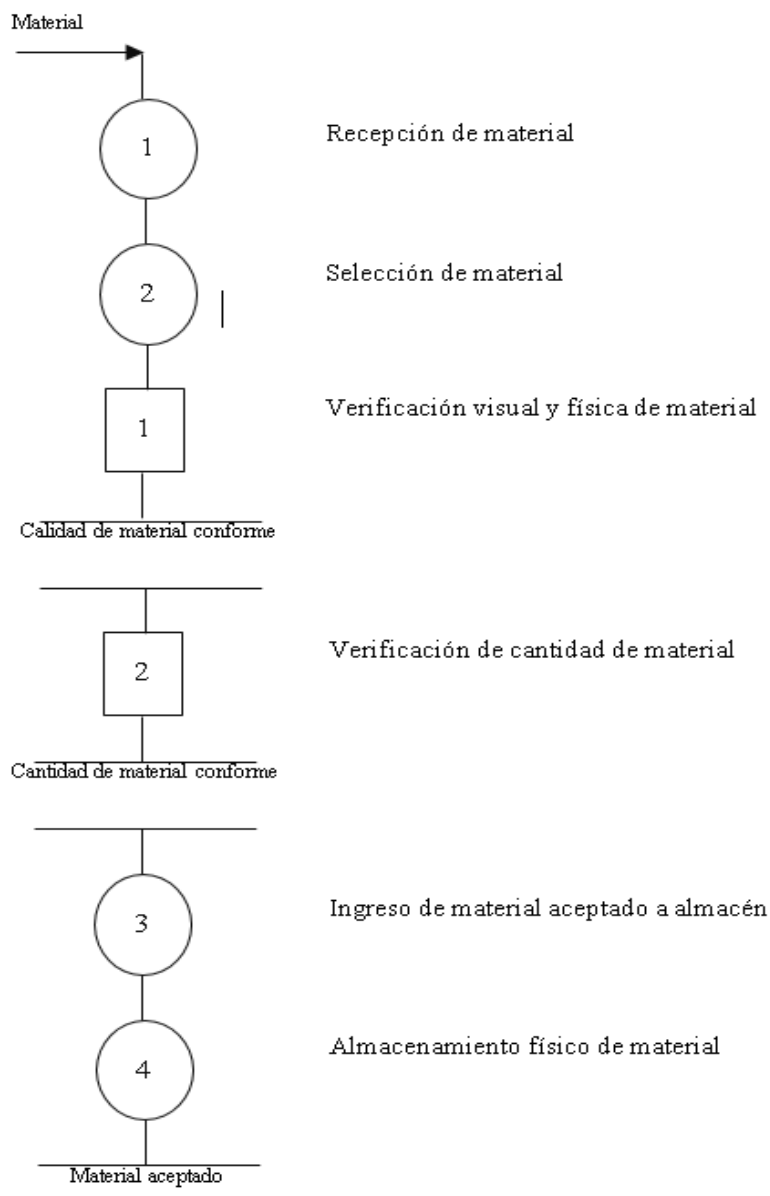 Material
1
Recepción de material
2
Selección de material
1
Verificación visual y física de material
Calidad de material conforme
2
Verificación de cantidad de material
Cantidad de material conforme
3
Ingreso de material aceptado a almacén
4
Almacenamiento físico de material
Material aceptado